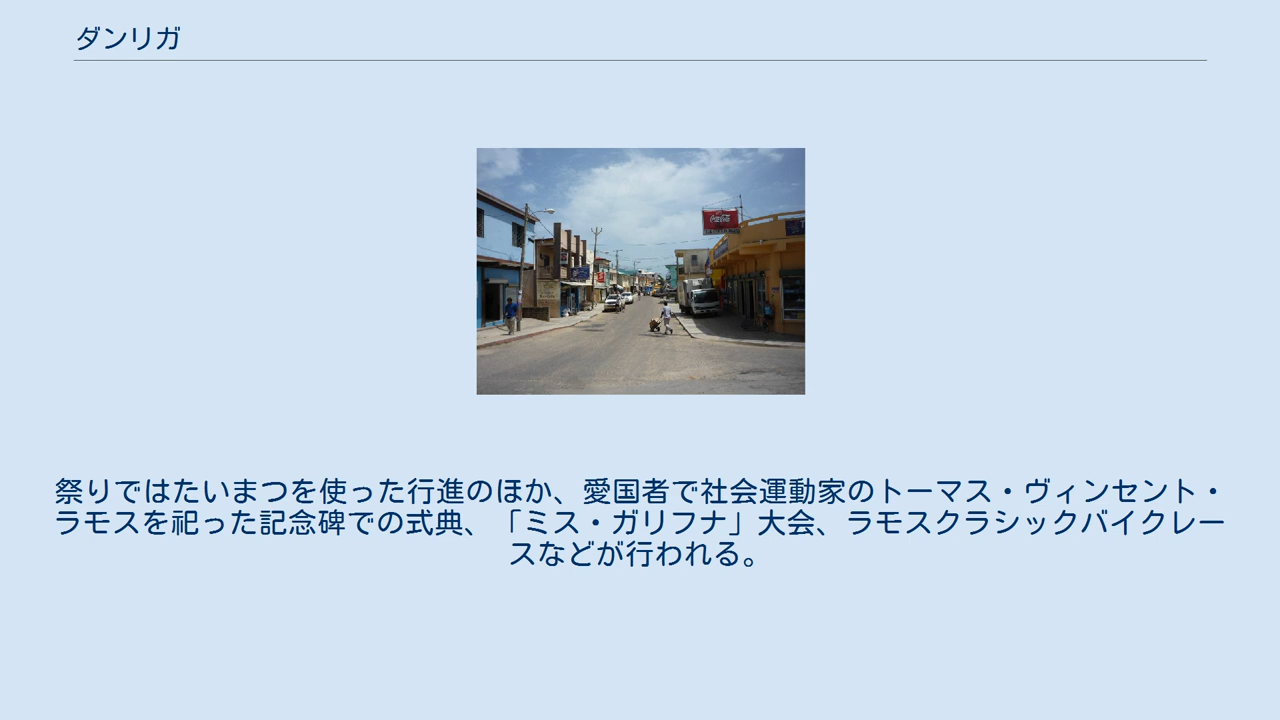 ダンリガ
Coca-Cola
祭りではたいまつを使った行進のほか、愛国者で社会運動家のトーマス・ヴィンセント・
ラモスを祀った記念碑での式典、「ミス・ガリフナ」大会、ラモスクラシックバイクレー
スなどが行われる。